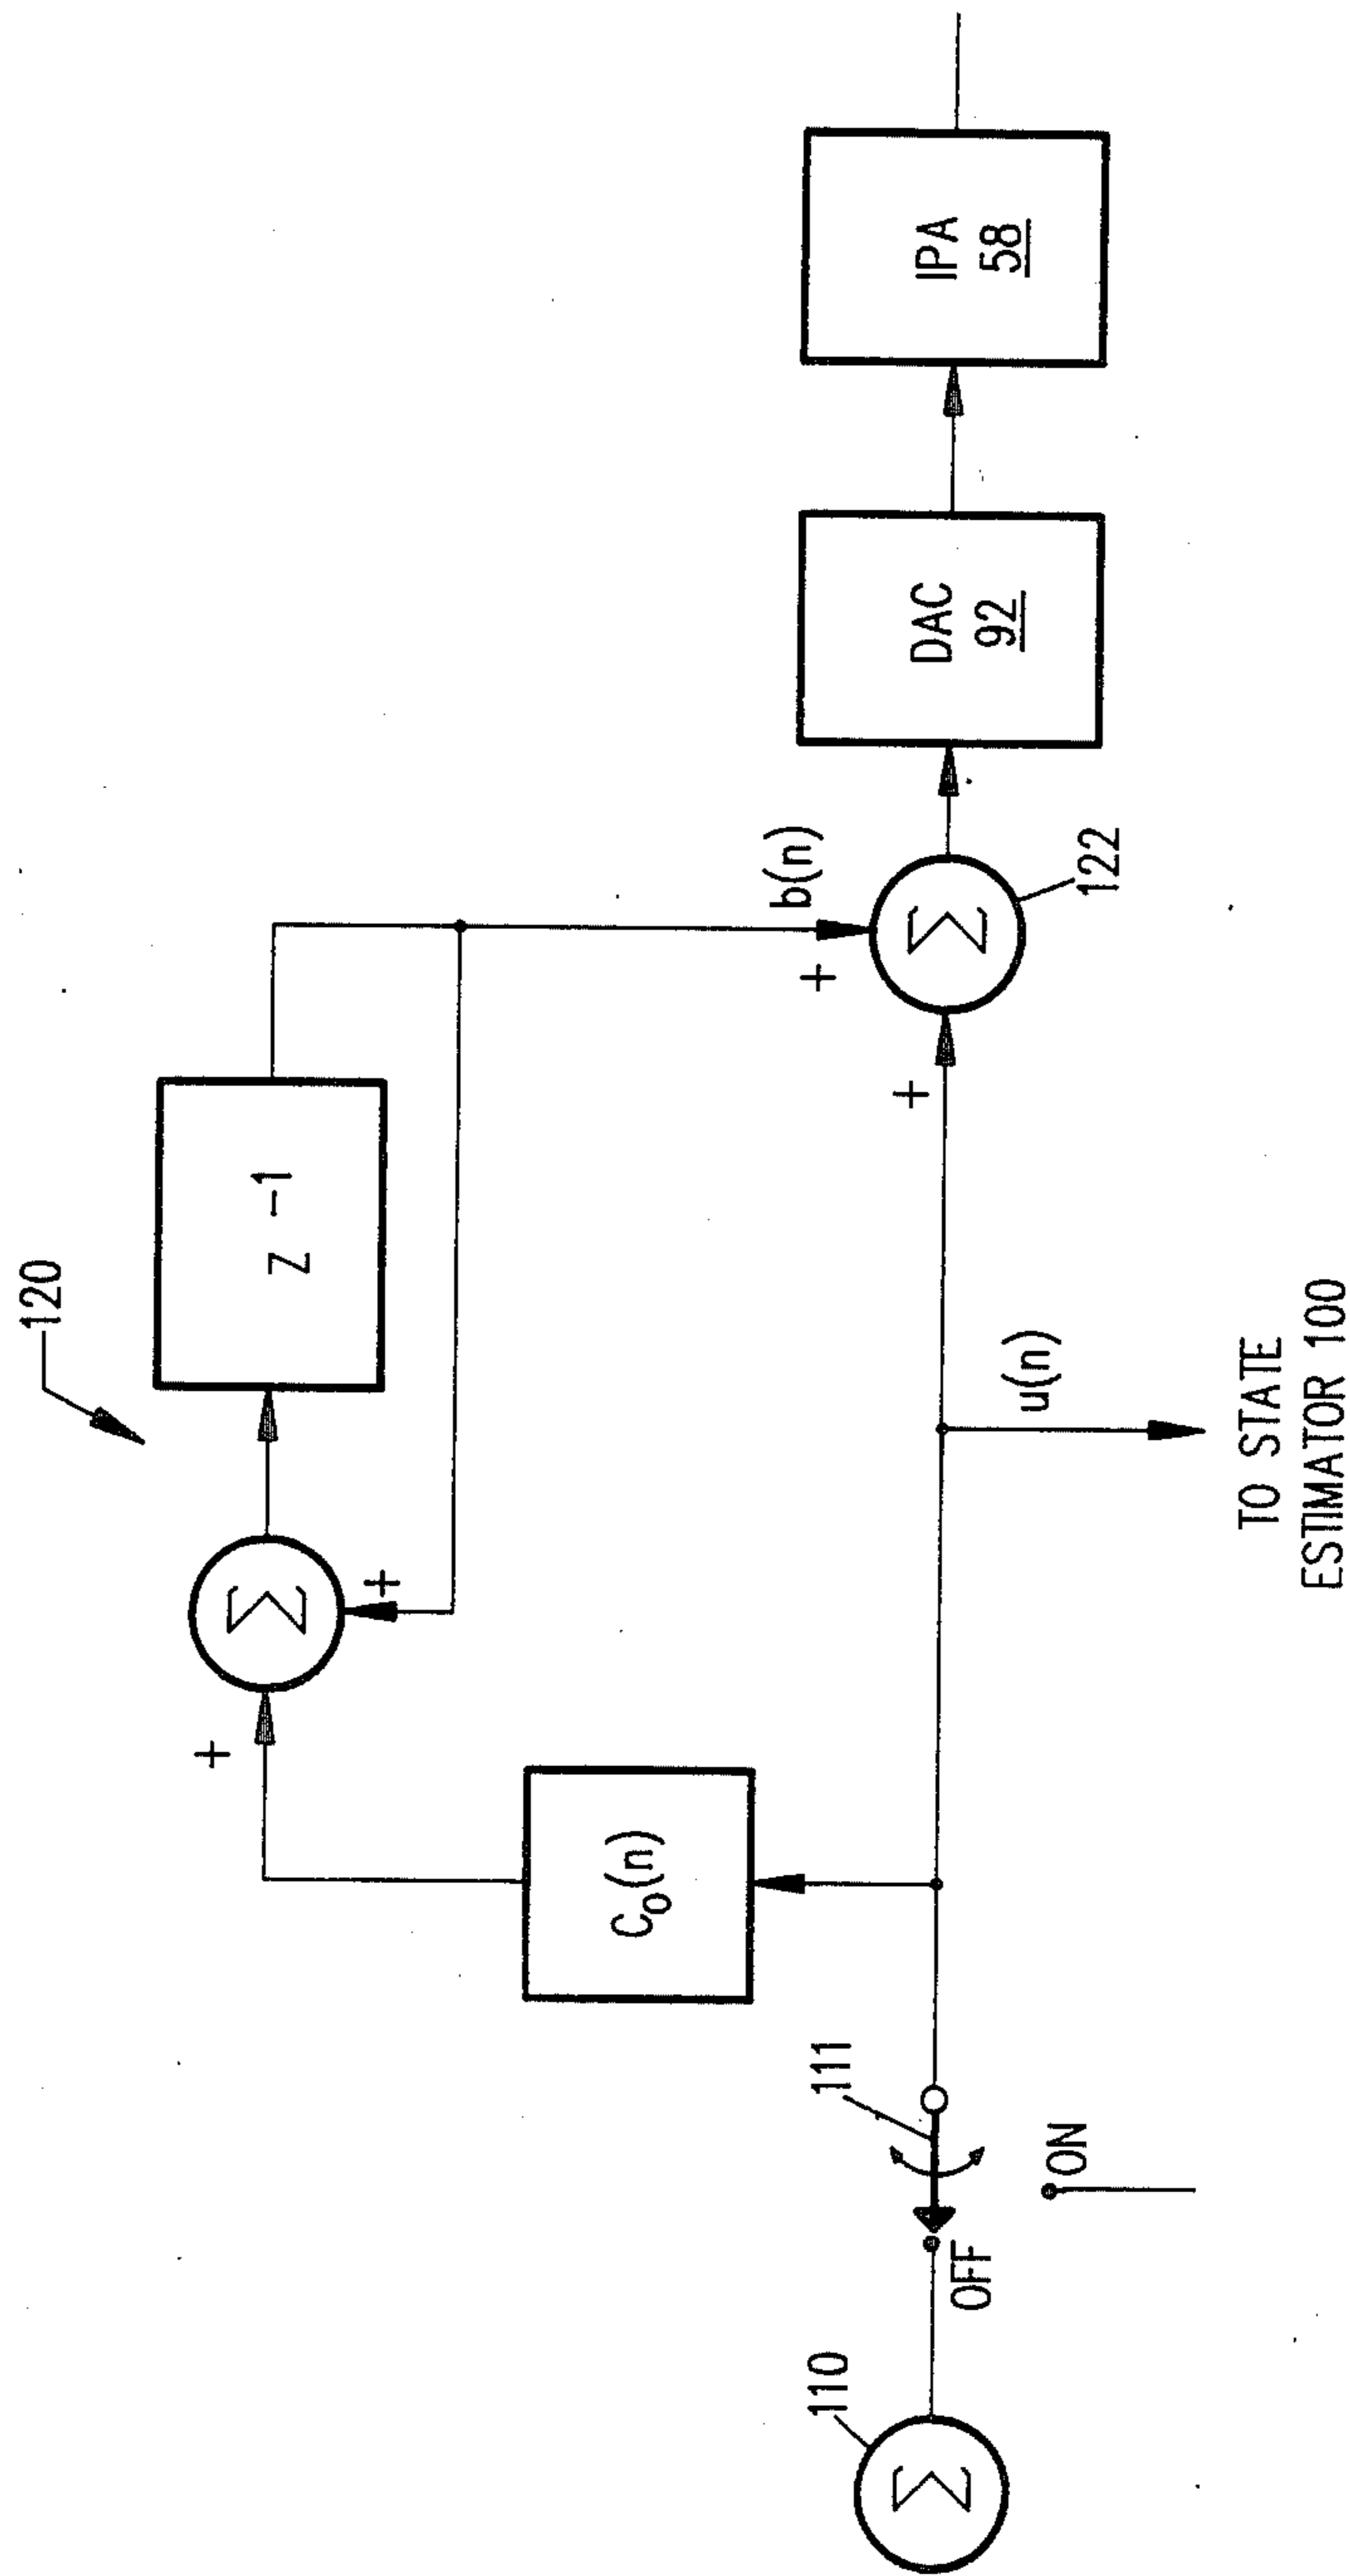 120
Σ
+
+
z -1
C0(n)
b(n)
+
+
Σ
122
DAC
92
IPA
58
110
Σ
111
OFF
ON
u(n)
TO STATE
ESTIMATOR 100